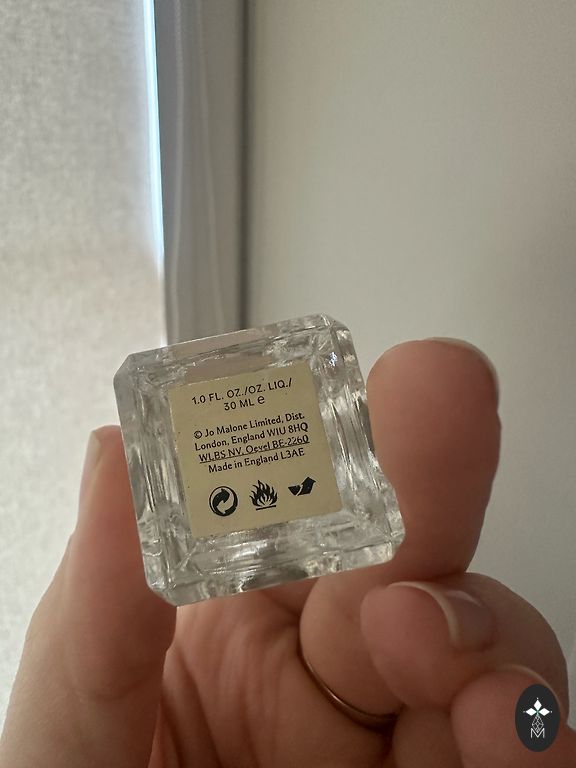 1.0 FL. OZ./OZ. LIQ./
30 ML e
© Jo Malone Limited, Dist.
London, England W1U 8HQ
WLBS NV, Oevel BE-2260
Made in England L3AE
M